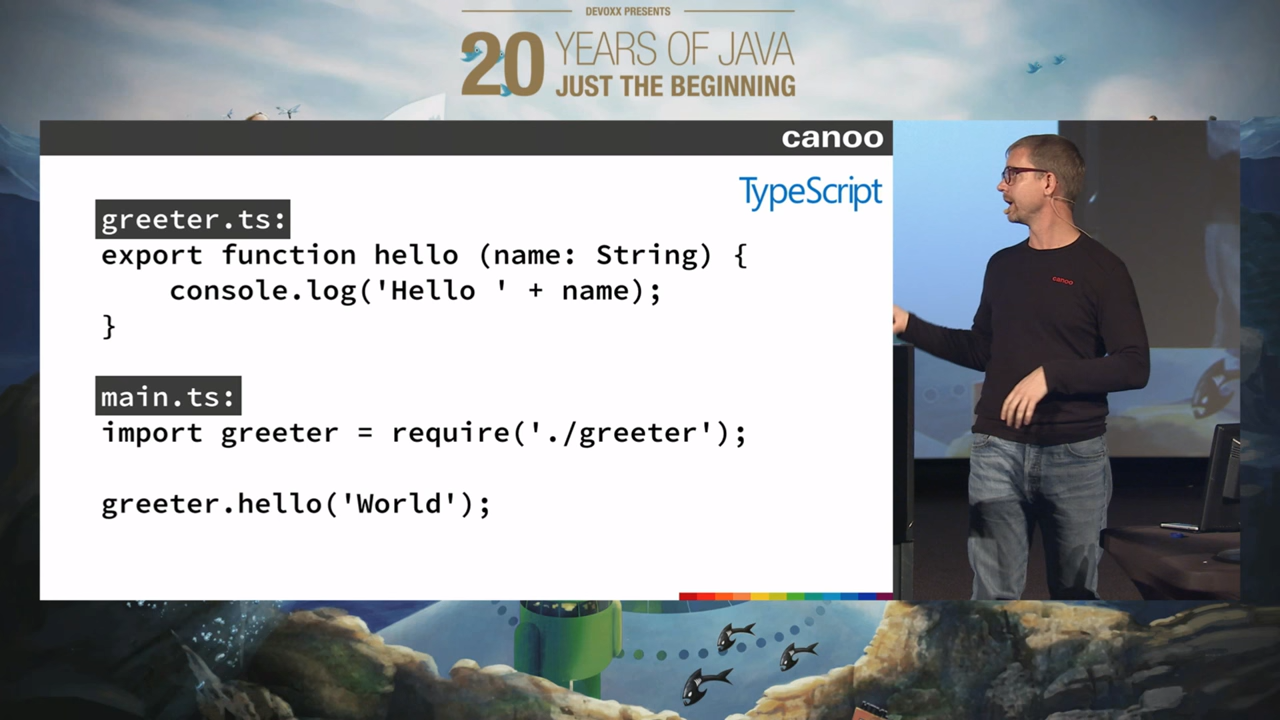 DEVOXX PRESENTS
20 YEARS OF JAVA
JUST THE BEGINNING
canoo
TypeScript
greeter.ts:
export function hello (name: String) {
    console.log('Hello ' + name);
}
main.ts:
import greeter = require('./greeter');
greeter.hello('World');
canoo